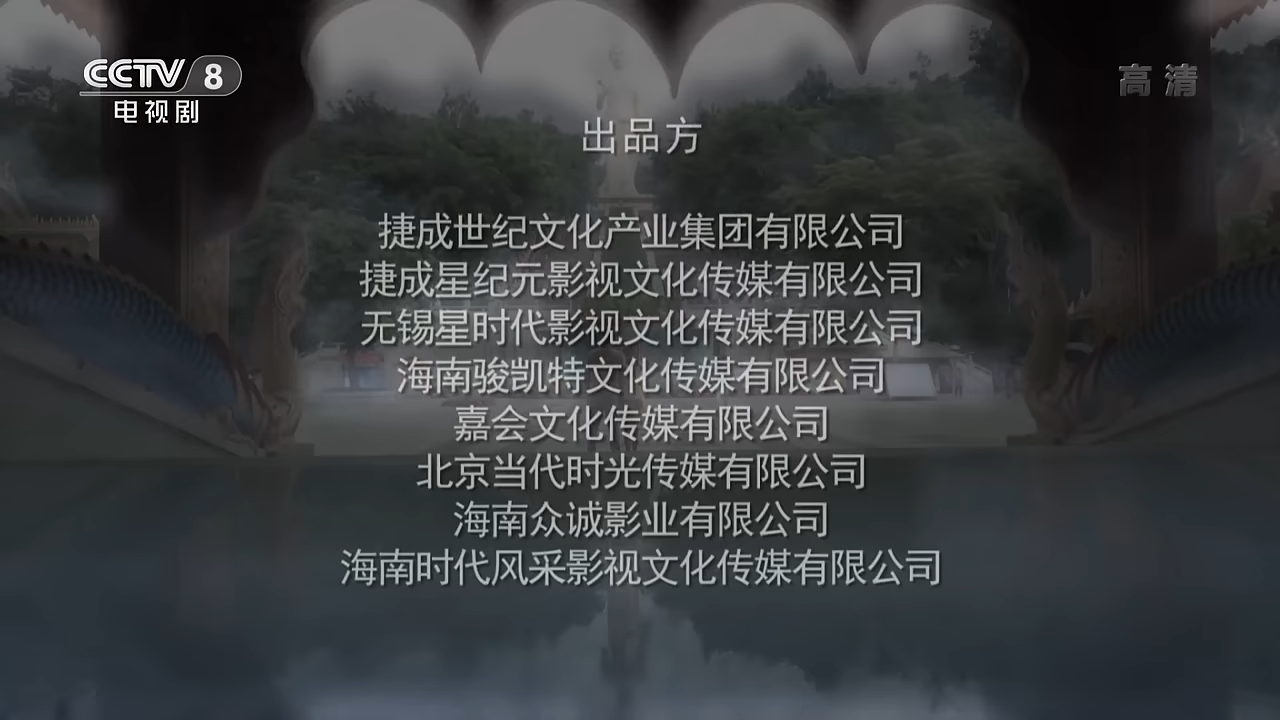 CCTV 8
电视剧
高清
出品方
捷成世纪文化产业集团有限公司
捷成星纪元影视文化传媒有限公司
无锡星时代影视文化传媒有限公司
海南骏凯特文化传媒有限公司
嘉会文化传媒有限公司
北京当代时光传媒有限公司
海南众诚影业有限公司
海南时代风采影视文化传媒有限公司